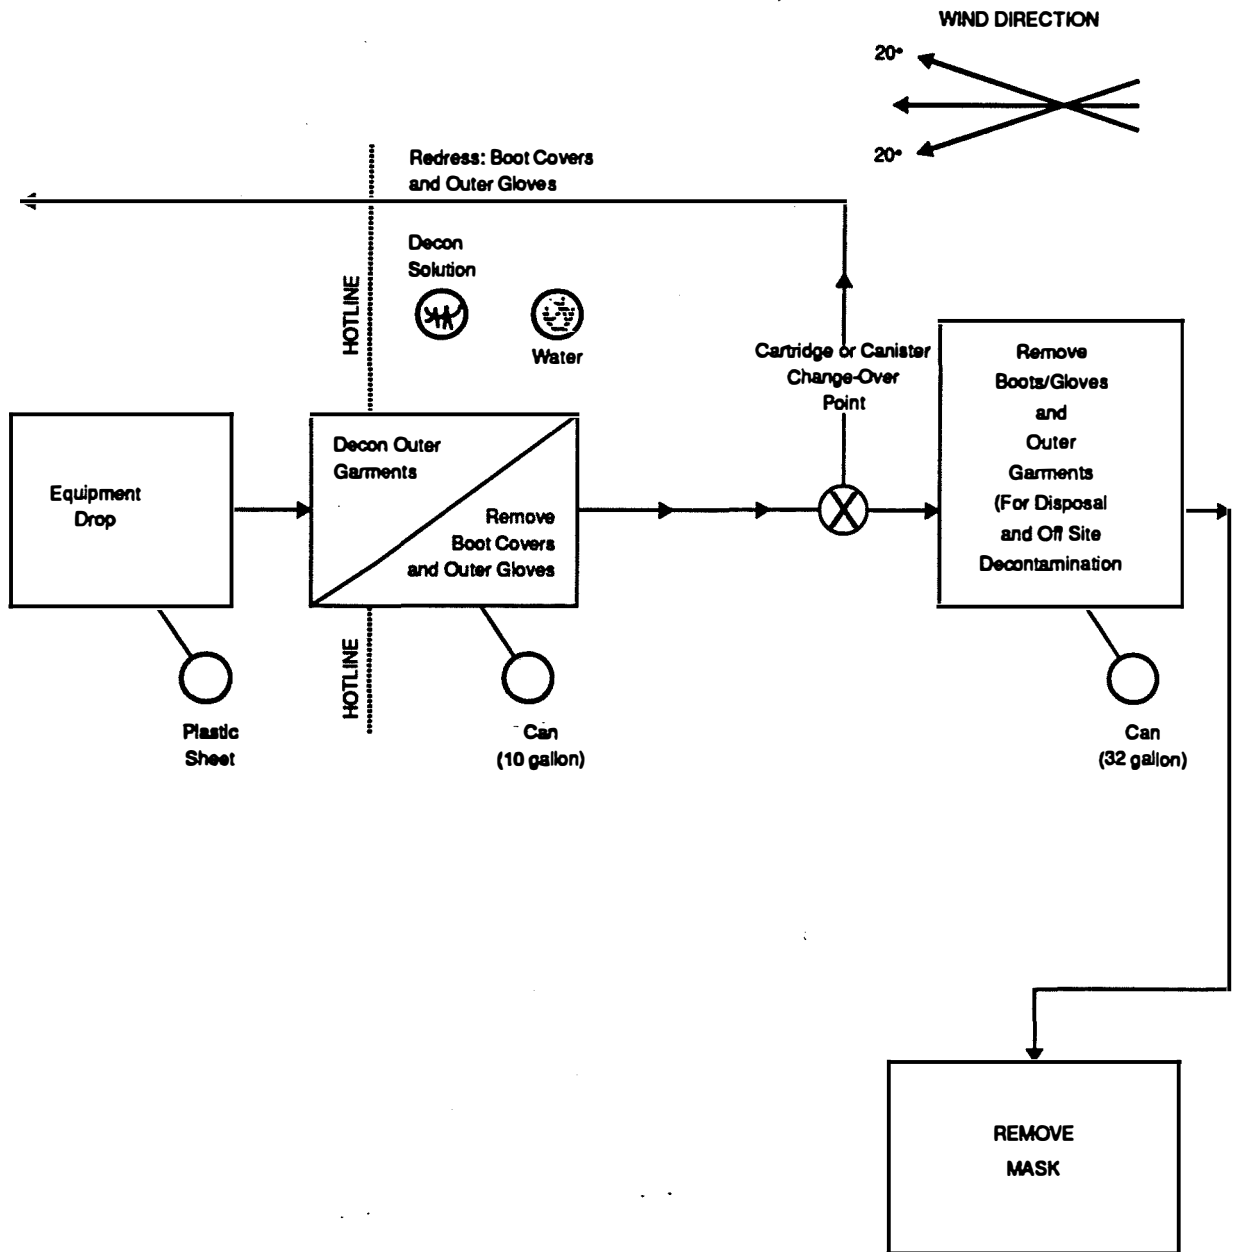 WIND DIRECTION
20°
20°
Redress: Boot Covers
and Outer Gloves
Decon
Solution
HOTLINE
Water
Cartridge or Canister
Change-Over
Point
Remove
Boots/Gloves
and
Outer
Garments
(For Disposal
and Off Site
Decontamination
Equipment
Drop
Decon Outer
Garments
Remove
Boot Covers
and Outer Gloves
X
HOTLINE
Plastic
Sheet
Can
(10 gallon)
Can
(32 gallon)
REMOVE
MASK